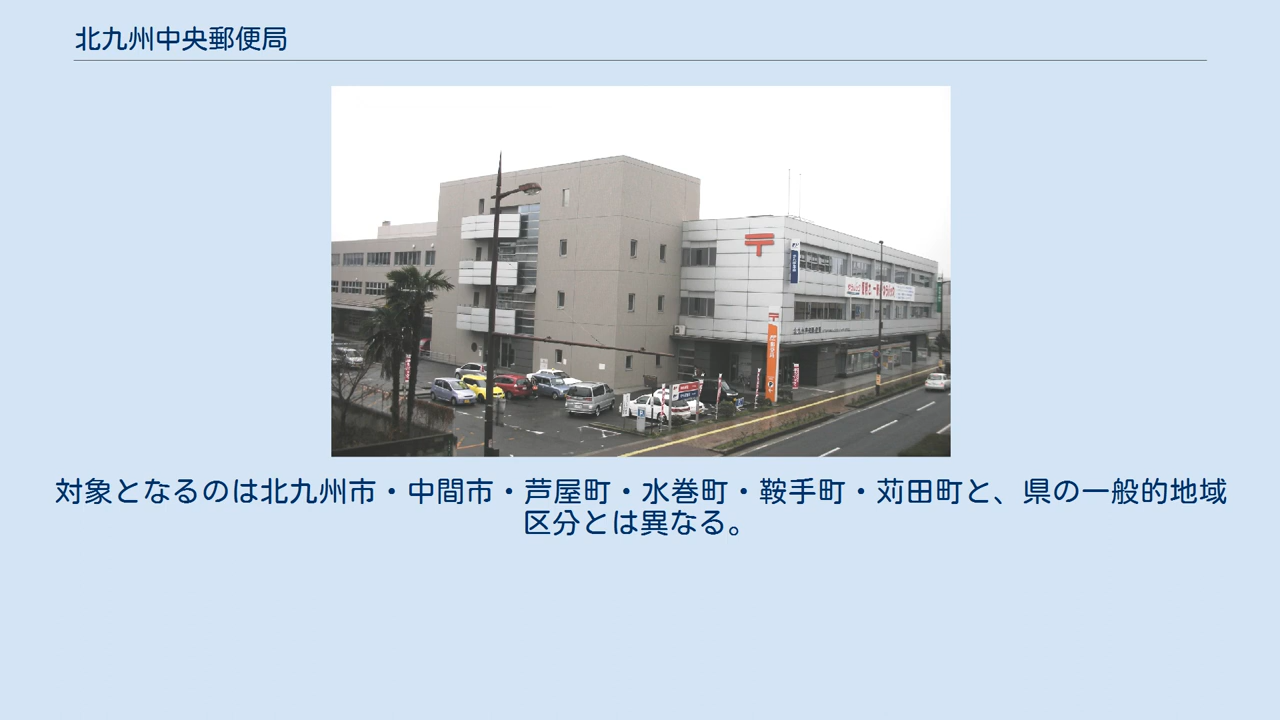 北九州中央郵便局
〒
対象となるのは北九州市・中間市・芦屋町・水巻町・鞍手町・苅田町と、県の一般的地域
区分とは異なる。